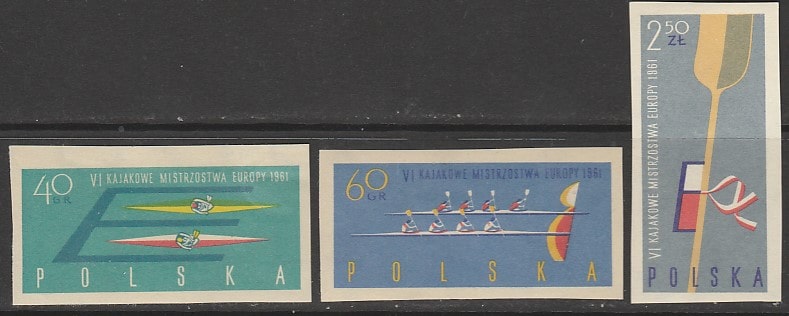 40 GR
VI KAJAKOWE MISTRZOSTWA EUROPY 1961
POLSKA
60 GR
VI KAJAKOWE MISTRZOSTWA EUROPY 1961
POLSKA
2 50 ZŁ
VI KAJAKOWE MISTRZOSTWA EUROPY 1961
POLSKA